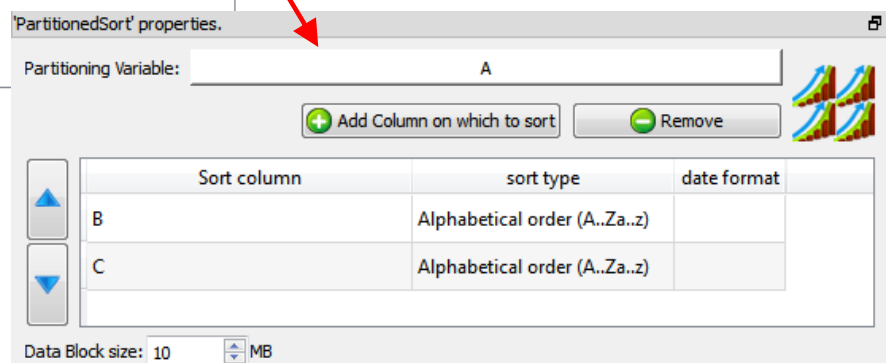 'PartitionedSort' properties.
Partitioning Variable: A
Add Column on which to sort Remove
Sort column sort type date format
B Alphabetical order (A..Za..z)
C Alphabetical order (A..Za..z)
Data Block size: 10 MB